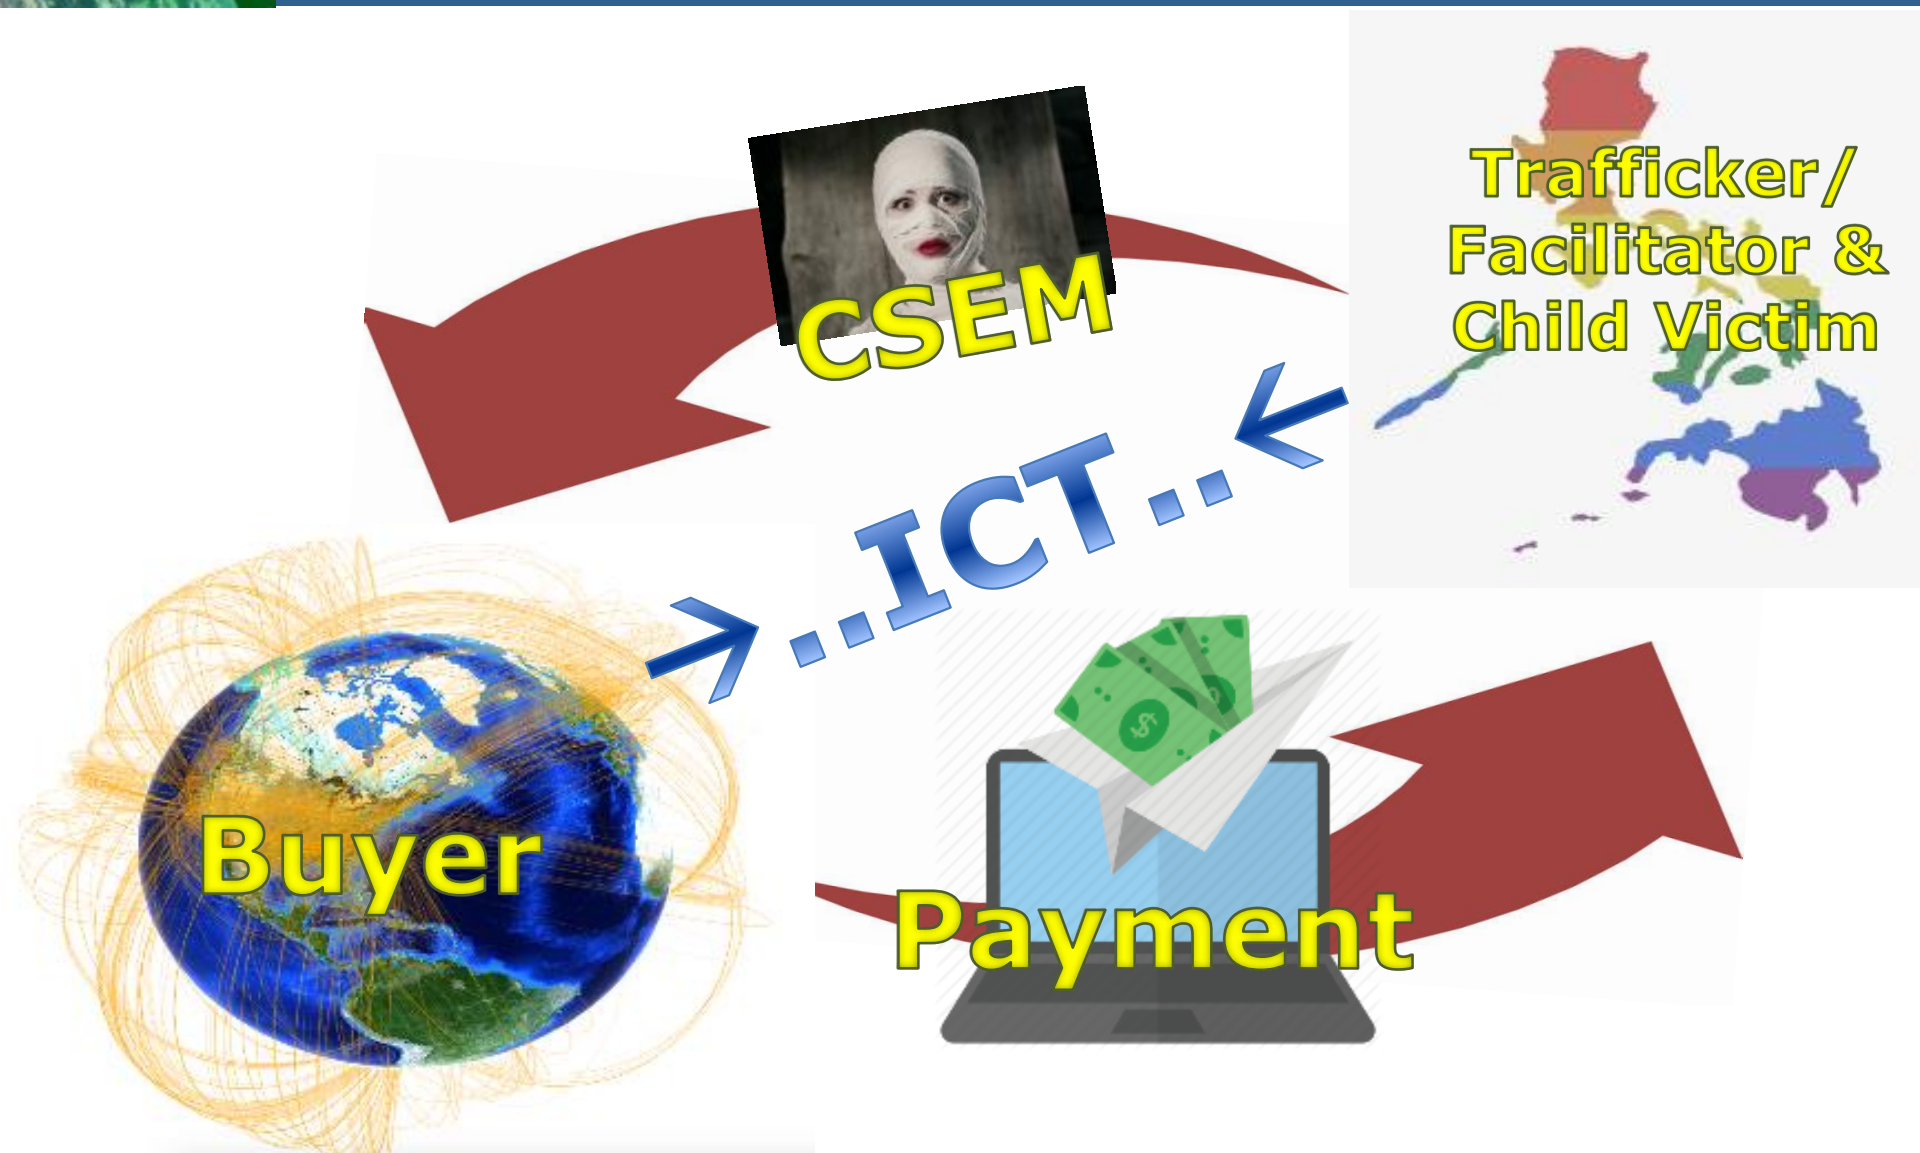 Trafficker/
Facilitator &
Child Victim
CSEM
..ICT..
Buyer
Payment